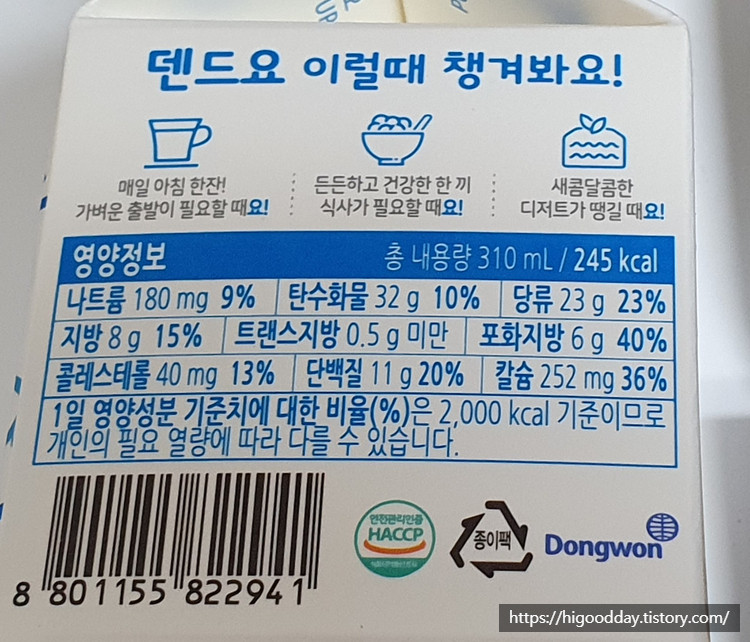 덴드요 이럴때 챙겨봐요!
매일 아침 한잔!
가벼운 출발이 필요할 때요!
든든하고 건강한 한 끼
식사가 필요할 때요!
새콤달콤한
디저트가 땡길 때요!
영양정보 총 내용량 310 mL / 245 kcal
나트륨 180 mg 9% 탄수화물 32 g 10% 당류 23 g 23%
지방 8 g 15% 트랜스지방 0.5 g 미만 포화지방 6 g 40%
콜레스테롤 40 mg 13% 단백질 11 g 20% 칼슘 252 mg 36%
1일 영양성분 기준치에 대한 비율(%)은 2,000 kcal 기준이므로
개인의 필요 열량에 따라 다를 수 있습니다.
안전관리인증
HACCP
종이팩
Dongwon
8 801155 822941
https://higoodday.tistory.com/